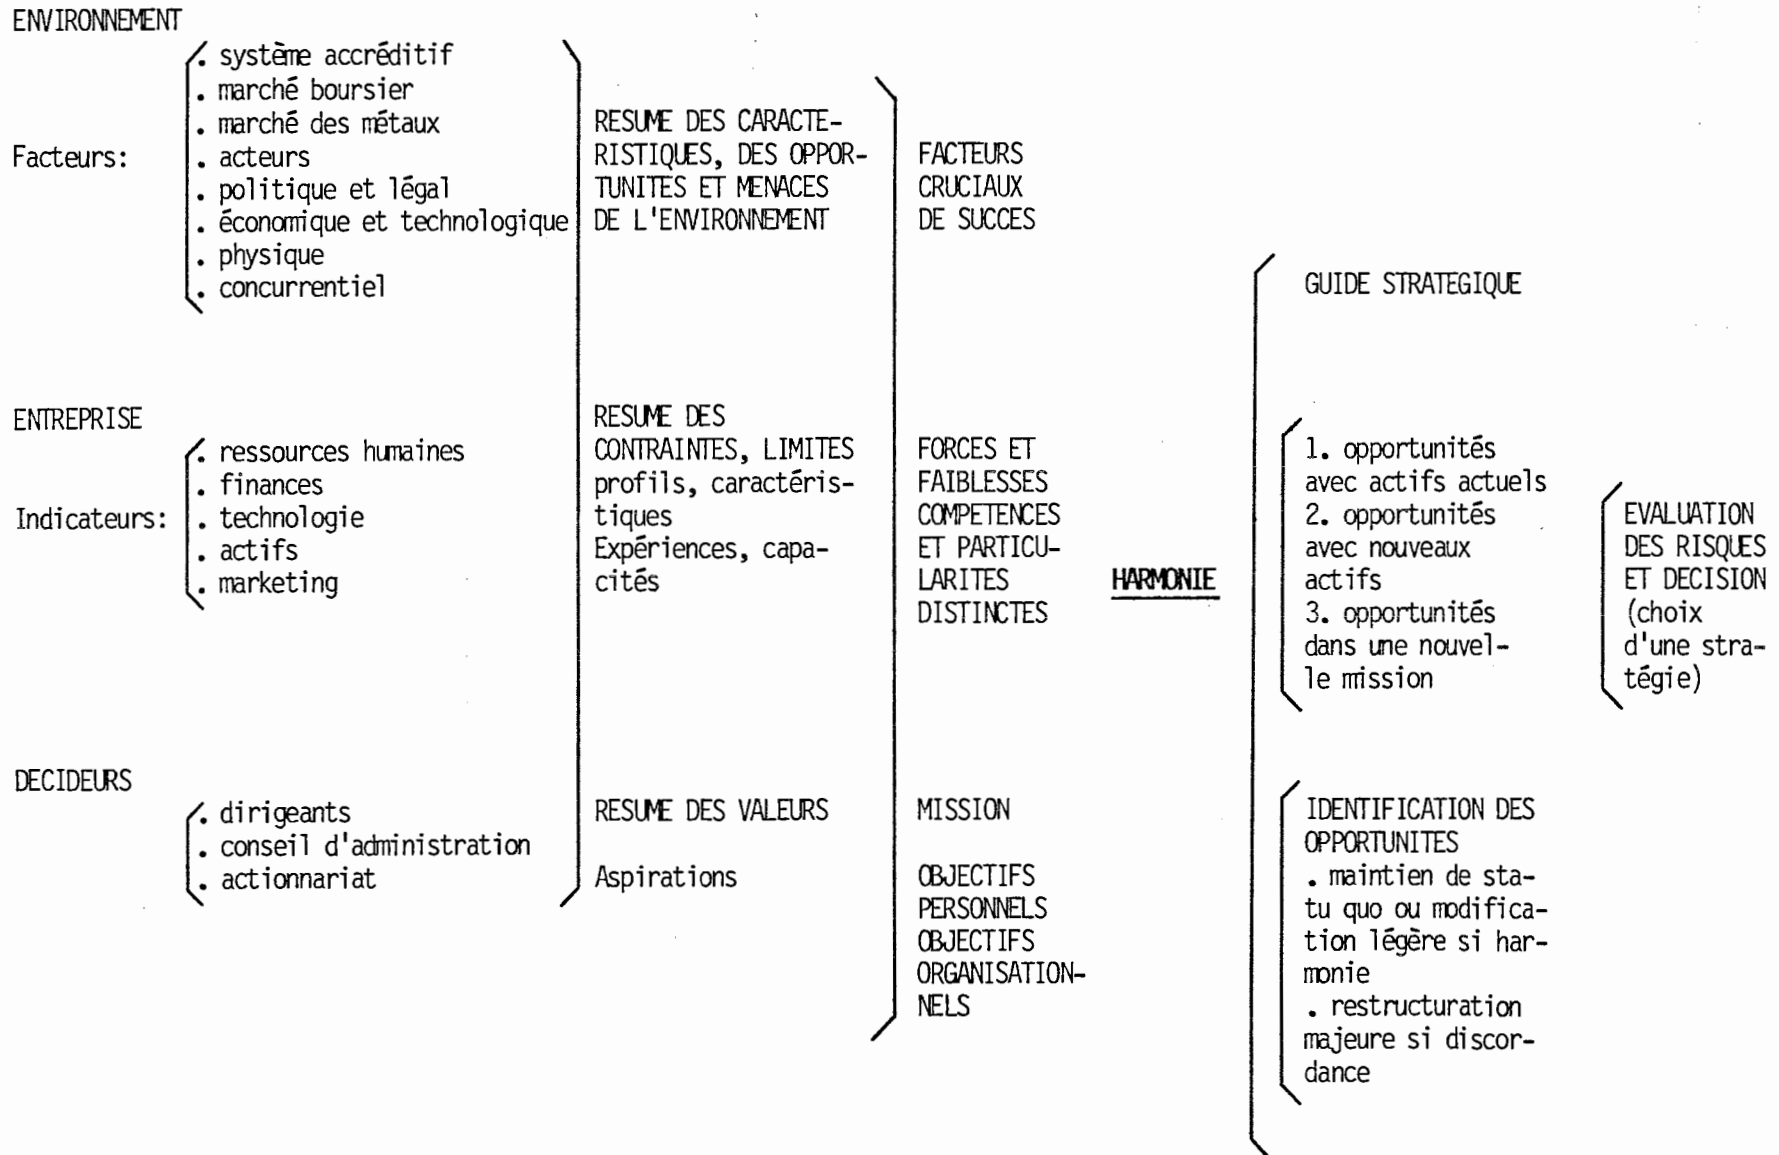 ENVIRONNEMENT
Facteurs:
. système accréditif
. marché boursier
. marché des métaux
. acteurs
. politique et légal
. économique et technologique
. physique
. concurrentiel
RESUME DES CARACTE-
RISTIQUES, DES OPPOR-
TUNITES ET MENACES
DE L'ENVIRONNEMENT
FACTEURS
CRUCIAUX
DE SUCCES
ENTREPRISE
Indicateurs:
. ressources humaines
. finances
. technologie
. actifs
. marketing
RESUME DES
CONTRAINTES, LIMITES
profils, caractéris-
tiques
Expériences, capa-
cités
FORCES ET
FAIBLESSES
COMPETENCES
ET PARTICU-
LARITES
DISTINCTES
DECIDEURS
. dirigeants
. conseil d'administration
. actionnariat
RESUME DES VALEURS
Aspirations
MISSION
OBJECTIFS
PERSONNELS
OBJECTIFS
ORGANISATION-
NELS
HARMONIE
GUIDE STRATEGIQUE
1. opportunités
avec actifs actuels
2. opportunités
avec nouveaux
actifs
3. opportunités
dans une nouvel-
le mission
IDENTIFICATION DES
OPPORTUNITES
. maintien de sta-
tu quo ou modifica-
tion légère si har-
monie
. restructuration
majeure si discor-
dance
EVALUATION
DES RISQUES
ET DECISION
(choix
d'une stra-
tégie)